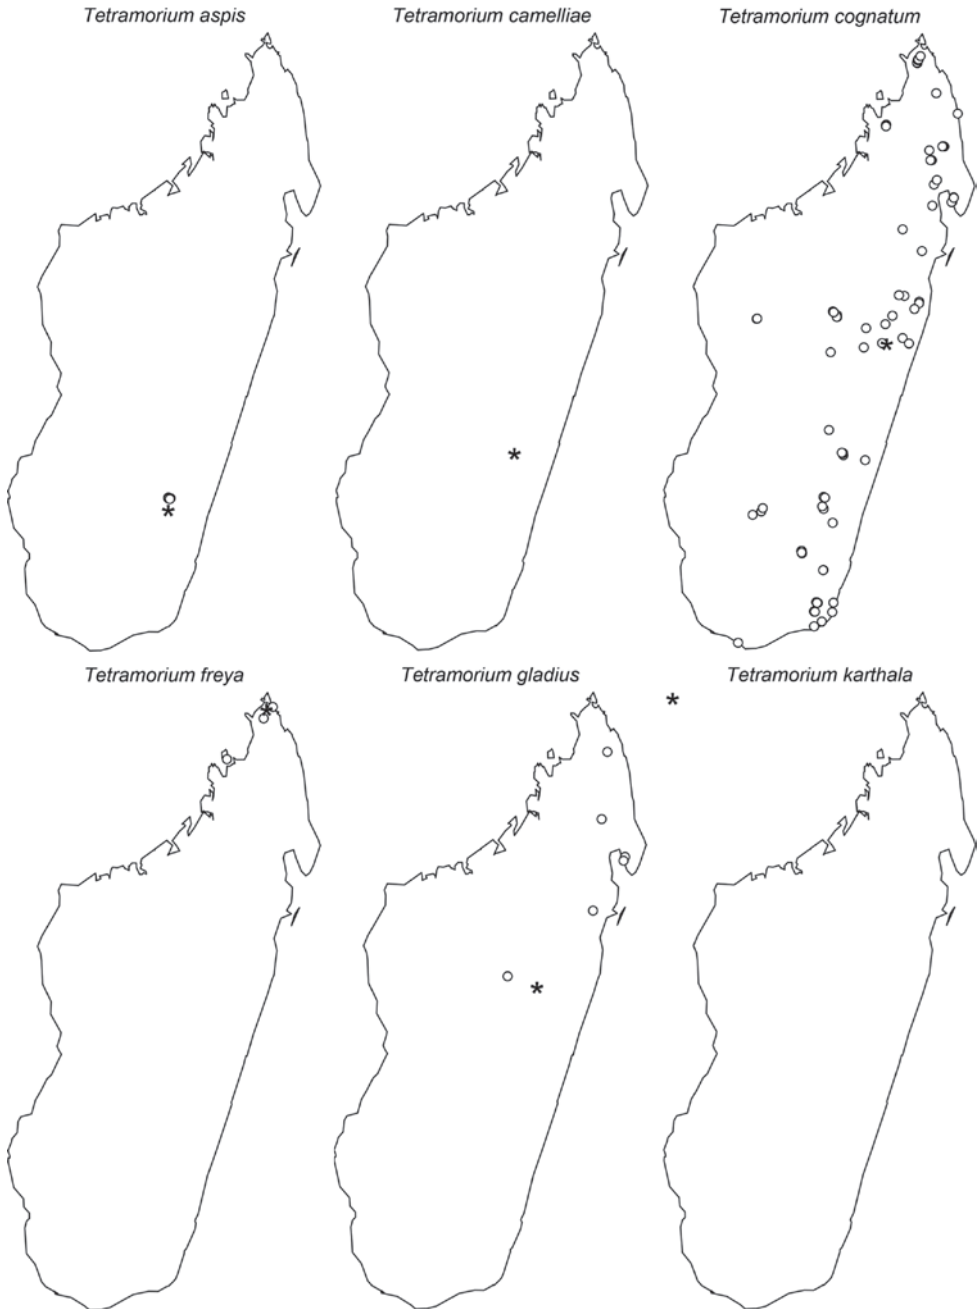 Tetramorium aspis
Tetramorium camelliae
Tetramorium cognatum
Tetramorium freya
Tetramorium gladius
Tetramorium karthala